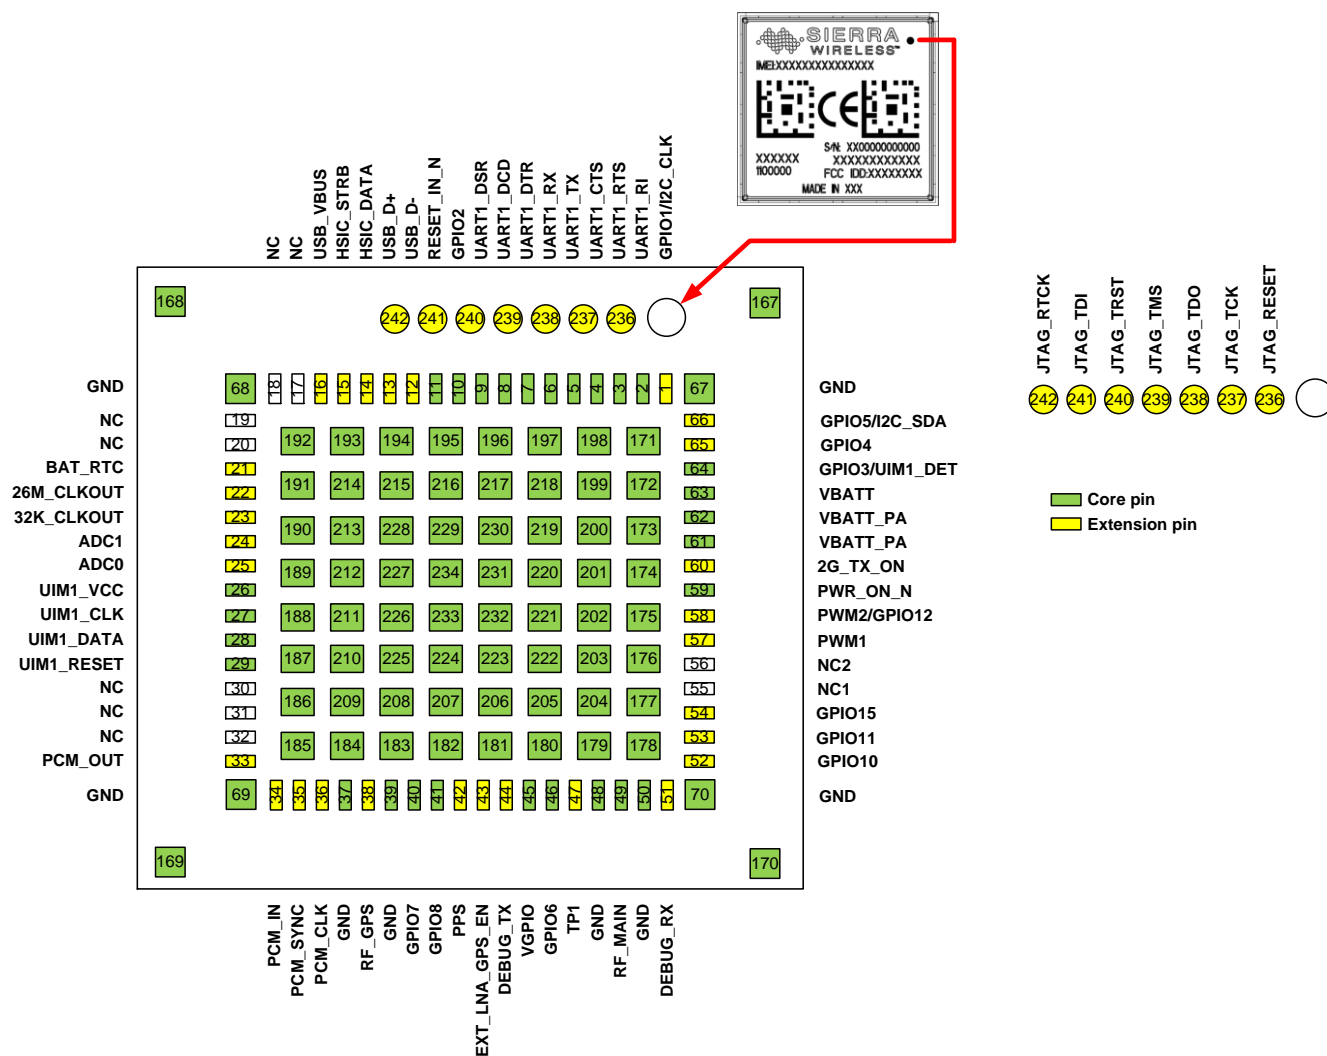 SIERRA
WIRELESS™
IMEI:XXXXXXXXXXXXXXX
S/N: XX00000000000
XXXXXX
XXXXXXXXXXXX
1100000
FCC IDD:XXXXXXXX
MADE IN XXX
NC
NC
USB_VBUS
HSIC_STRB
HSIC_DATA
USB_D+
USB_D-
RESET_IN_N
GPIO2
UART1_DSR
UART1_DCD
UART1_DTR
UART1_RX
UART1_TX
UART1_CTS
UART1_RTS
UART1_RI
GPIO1/I2C_CLK
168
167
242 241 240 239 238 237 236
GND
68
18 17 16 15 14 13 12 11 10 9 8 7 6 5 4 3 2 1
67
GND
NC
19
66
GPIO5/I2C_SDA
192 193 194 195 196 197 198 171
NC
20
65
GPIO4
BAT_RTC
21
64
GPIO3/UIM1_DET
191 214 215 216 217 218 199 172
26M_CLKOUT
22
63
VBATT
32K_CLKOUT
23
62
VBATT_PA
190 213 228 229 230 219 200 173
ADC1
24
61
VBATT_PA
ADC0
25
60
2G_TX_ON
189 212 227 234 231 220 201 174
UIM1_VCC
26
59
PWR_ON_N
UIM1_CLK
27
58
PWM2/GPIO12
188 211 226 233 232 221 202 175
UIM1_DATA
28
57
PWM1
UIM1_RESET
29
56
NC2
187 210 225 224 223 222 203 176
NC
30
55
NC1
186 209 208 207 206 205 204 177
NC
31
54
GPIO15
NC
32
53
GPIO11
185 184 183 182 181 180 179 178
PCM_OUT
33
52
GPIO10
GND
69
34 35 36 37 38 39 40 41 42 43 44 45 46 47 48 49 50 51
70
GND
169
170
PCM_IN
PCM_SYNC
PCM_CLK
GND
RF_GPS
GND
GPIO7
GPIO8
PPS
EXT_LNA_GPS_EN
DEBUG_TX
VGPIO
GPIO6
TP1
GND
RF_MAIN
GND
DEBUG_RX
JTAG_RTCK
JTAG_TDI
JTAG_TRST
JTAG_TMS
JTAG_TDO
JTAG_TCK
JTAG_RESET
242 241 240 239 238 237 236
Core pin
Extension pin